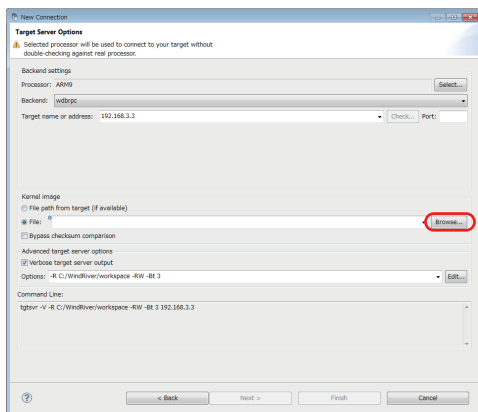 New Connection
Target Server Options
Selected processor will be used to connect to your target without
double-checking against real processor.
Backend settings
Processor: ARM9 Select...
Backend: wdbrpc
Target name or address: 192.168.3.3 Check... Port:
Kernel image
File path from target (if available)
File: Browse...
Bypass checksum comparison
Advanced target server options
Verbose target server output
Options: -R C:/WindRiver/workspace -RW -Bt 3 Edit...
Command Line:
tgtsvr -V -R C:/WindRiver/workspace -RW -Bt 3 192.168.3.3
? < Back Next > Finish Cancel